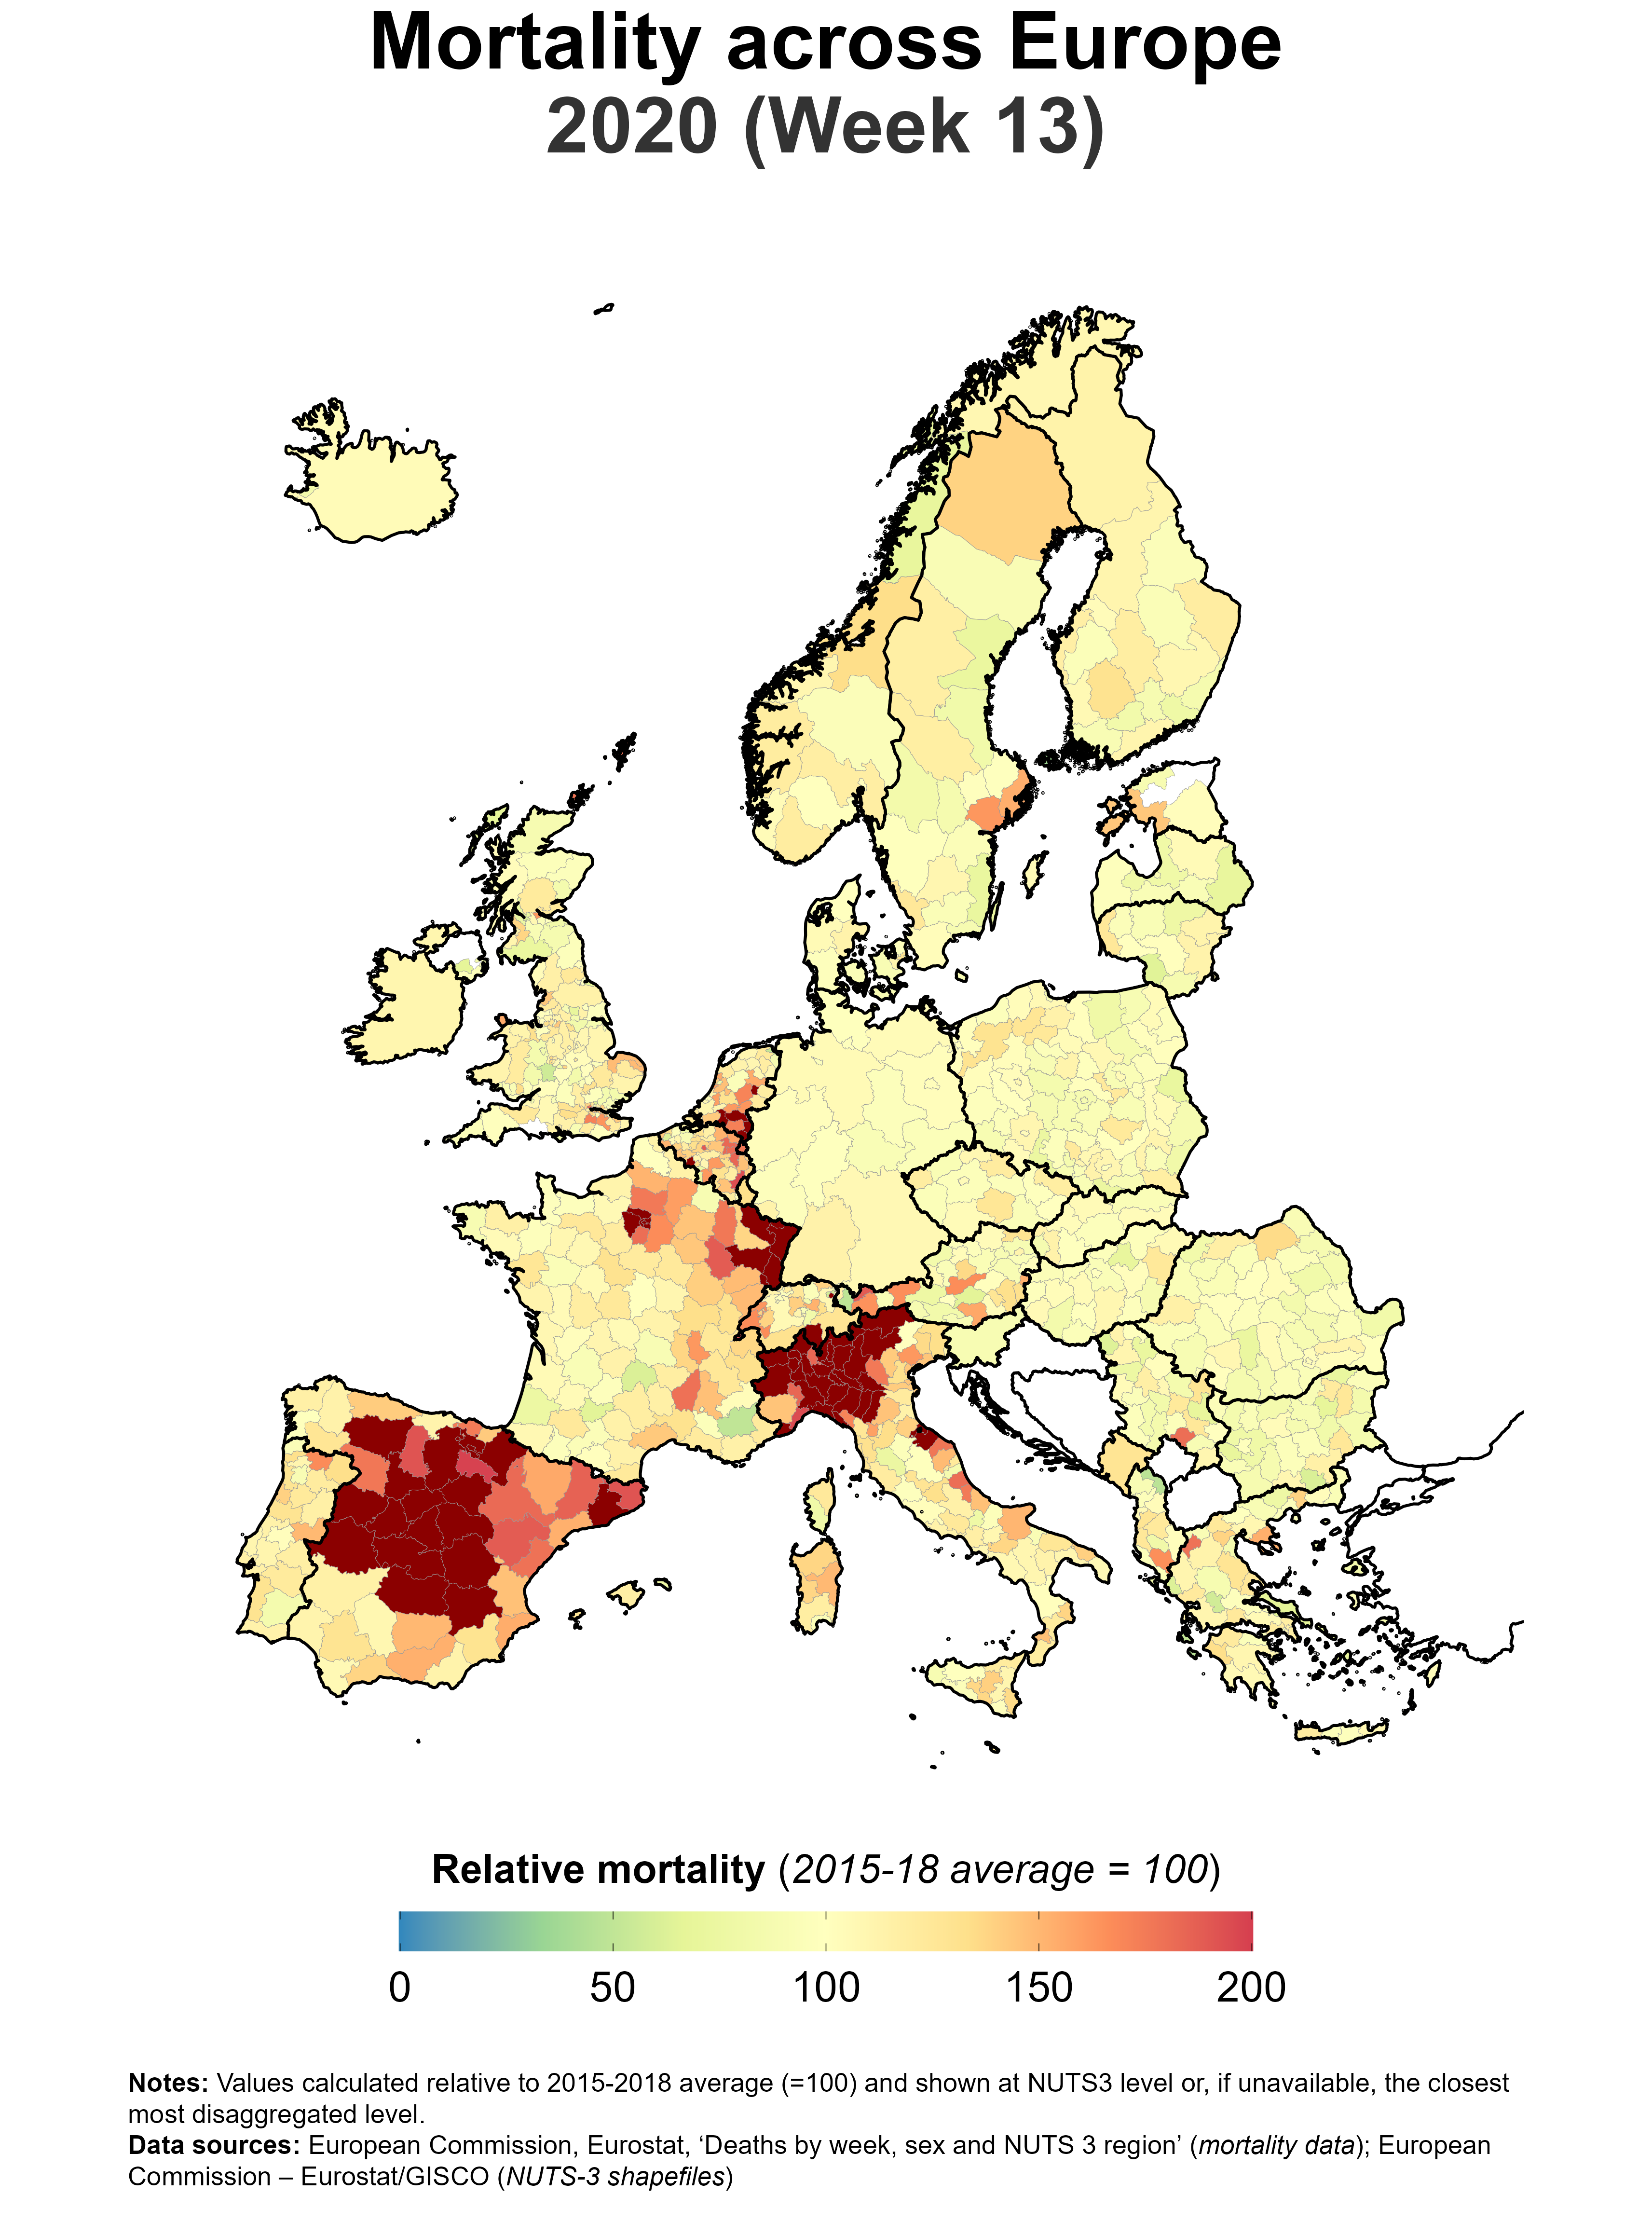 Mortality across Europe
2020 (Week 13)
Relative mortality (2015-18 average = 100)
0 50 100 150 200
Notes: Values calculated relative to 2015-2018 average (=100) and shown at NUTS3 level or, if unavailable, the closest
most disaggregated level.
Data sources: European Commission, Eurostat, ‘Deaths by week, sex and NUTS 3 region’ (mortality data); European
Commission – Eurostat/GISCO (NUTS-3 shapefiles)